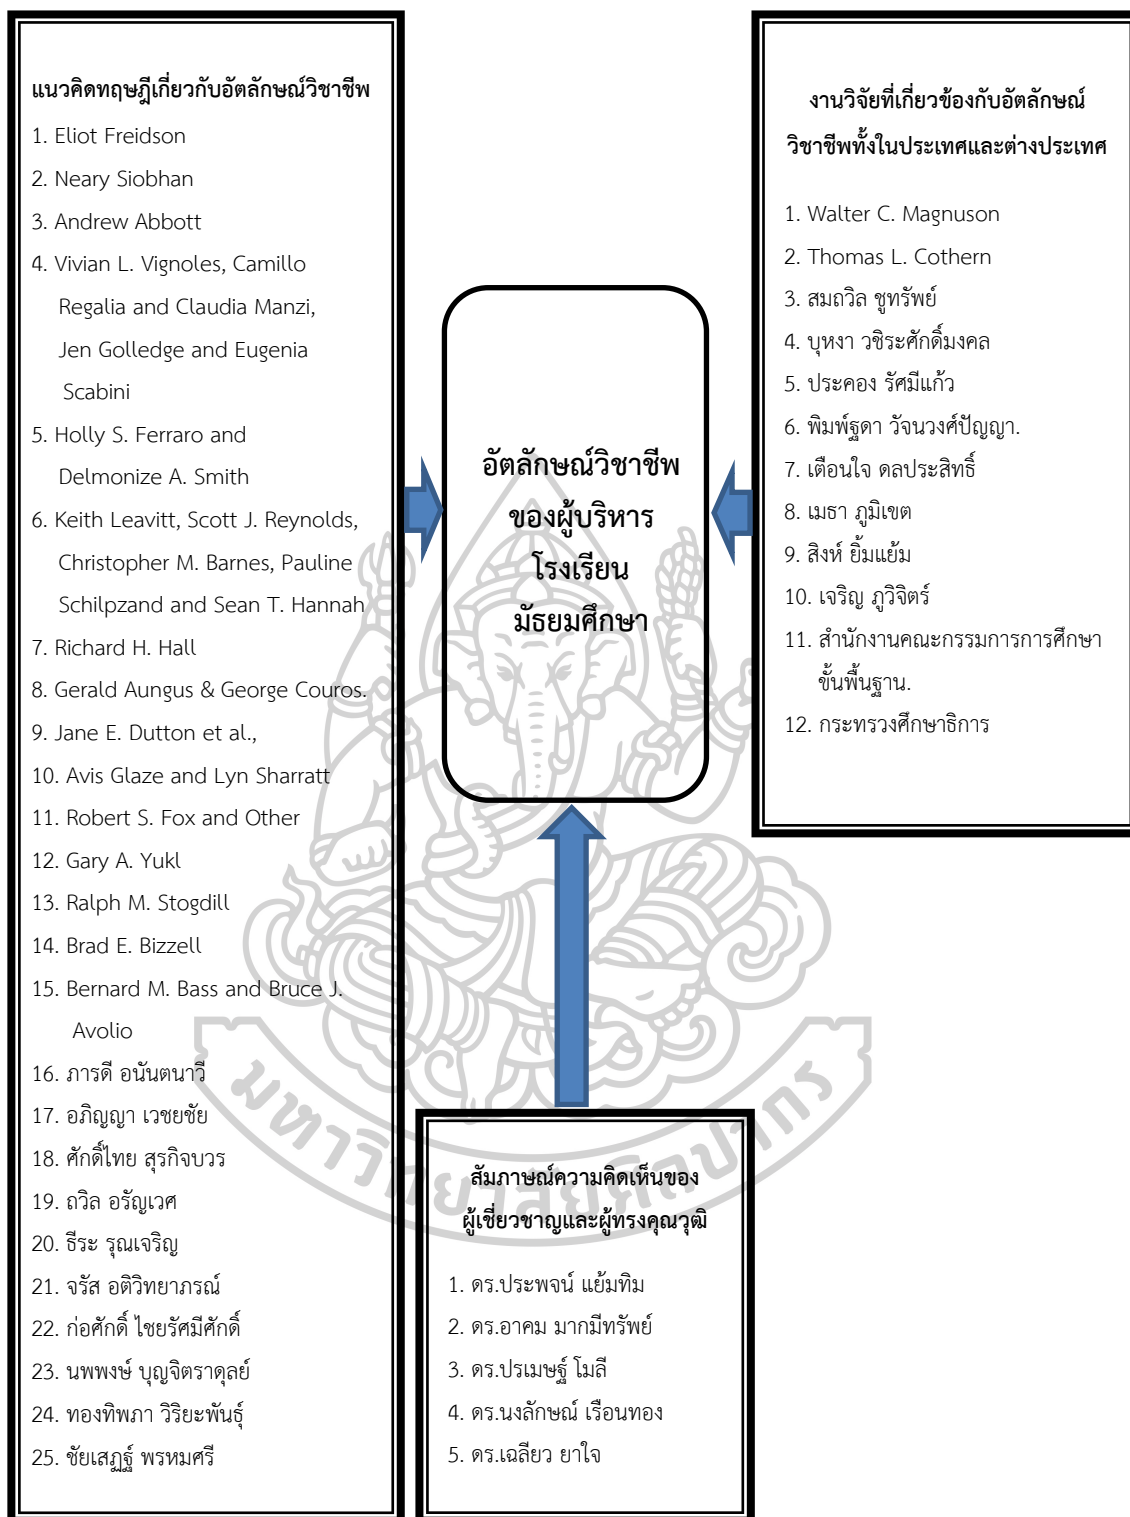 แนวคิดทฤษฎีเกี่ยวกับอัตลักษณ์วิชาชีพ
1. Eliot Freidson
2. Neary Siobhan
3. Andrew Abbott
4. Vivian L. Vignoles, Camillo
Regalia and Claudia Manzi,
Jen Golledge and Eugenia
Scabini
5. Holly S. Ferraro and
Delmonize A. Smith
6. Keith Leavitt, Scott J. Reynolds,
Christopher M. Barnes, Pauline
Schilpzand and Sean T. Hannah
7. Richard H. Hall
8. Gerald Aungus & George Couros.
9. Jane E. Dutton et al.,
10. Avis Glaze and Lyn Sharratt
11. Robert S. Fox and Other
12. Gary A. Yukl
13. Ralph M. Stogdill
14. Brad E. Bizzell
15. Bernard M. Bass and Bruce J.
Avolio
16. ภารดี อนันตนาวี
17. อภิญญา เวชยชัย
18. ศักดิ์ไทย สุรกิจบวร
19. ถวิล อรัญเวศ
20. ธีระ รุณเจริญ
21. จรัส อติวิทยาภรณ์
22. ก่อศักดิ์ ไชยรัศมีศักดิ์
23. นพพงษ์ บุญจิตราดุลย์
24. ทองทิพภา วิริยะพันธุ์
25. ชัยเสฏฐ์ พรหมศรี
อัตลักษณ์วิชาชีพ
ของผู้บริหาร
โรงเรียน
มัธยมศึกษา
งานวิจัยที่เกี่ยวข้องกับอัตลักษณ์
วิชาชีพทั้งในประเทศและต่างประเทศ
1. Walter C. Magnuson
2. Thomas L. Cothern
3. สมถวิล ชูทรัพย์
4. บุหงา วชิระศักดิ์มงคล
5. ประคอง รัศมีแก้ว
6. พิมพ์ฐดา วัจนวงศ์ปัญญา.
7. เตือนใจ ดลประสิทธิ์
8. เมธา ภูมิเขต
9. สิงห์ ยิ้มแย้ม
10. เจริญ ภูวิจิตร์
11. สำนักงานคณะกรรมการการศึกษา
ขั้นพื้นฐาน.
12. กระทรวงศึกษาธิการ
สัมภาษณ์ความคิดเห็นของ
ผู้เชี่ยวชาญและผู้ทรงคุณวุฒิ
1. ดร.ประพจน์ แย้มทิม
2. ดร.อาคม มากมีทรัพย์
3. ดร.ปรเมษฐ์ โมลี
4. ดร.นงลักษณ์ เรือนทอง
5. ดร.เฉลียว ยาใจ
มหาวิทยาลัยศิลปากร